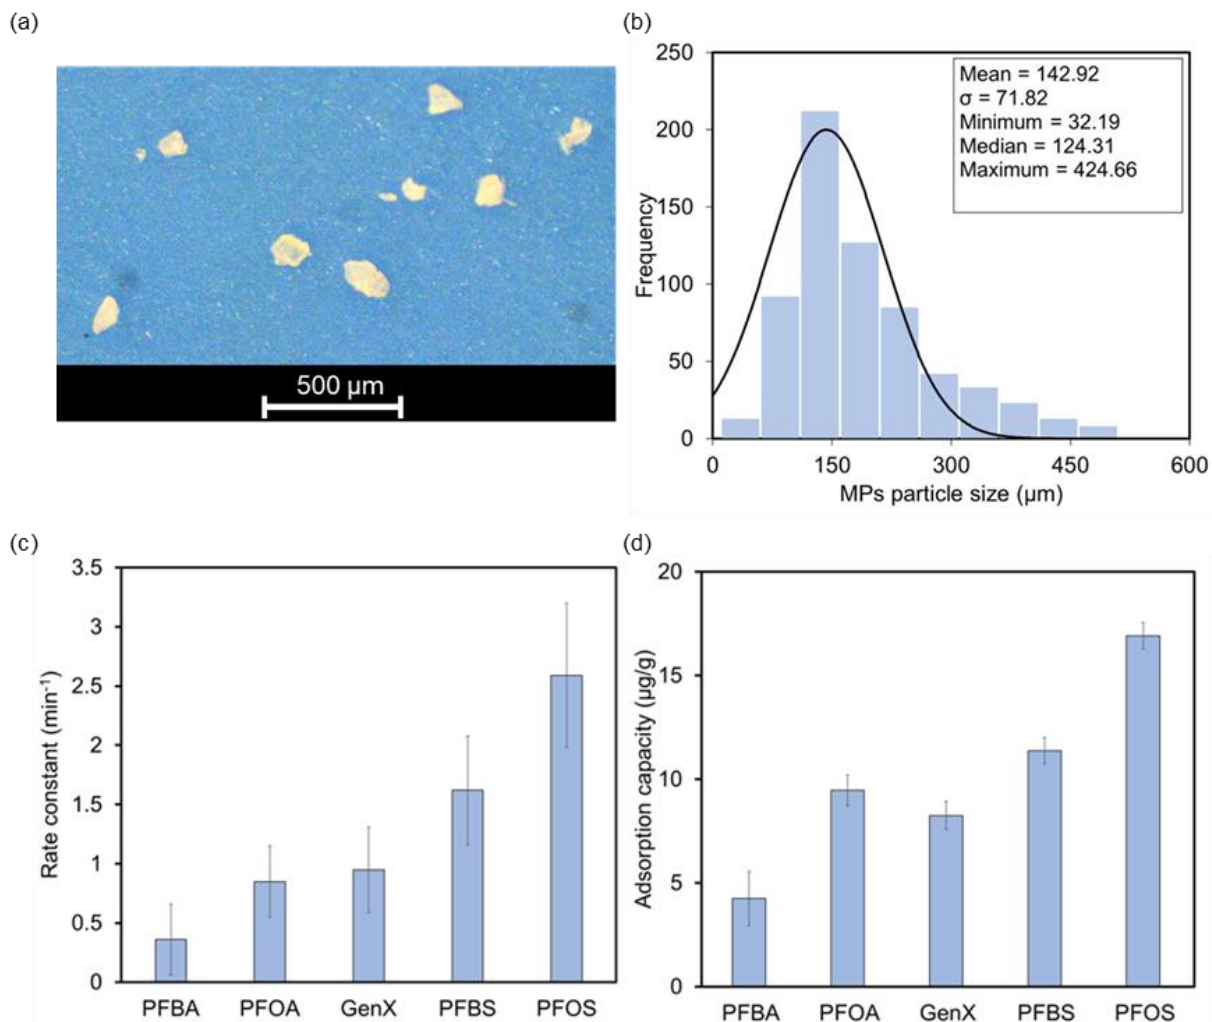 (a)
500 µm
(b)
250
200
150
100
50
0
Frequency
Mean = 142.92
σ = 71.82
Minimum = 32.19
Median = 124.31
Maximum = 424.66
0 150 300 450 600
MPs particle size (µm)
(c)
3.5
3
2.5
2
1.5
1
0.5
0
Rate constant (min⁻¹)
PFBA PFOA GenX PFBS PFOS
(d)
20
15
10
5
0
Adsorption capacity (µg/g)
PFBA PFOA GenX PFBS PFOS